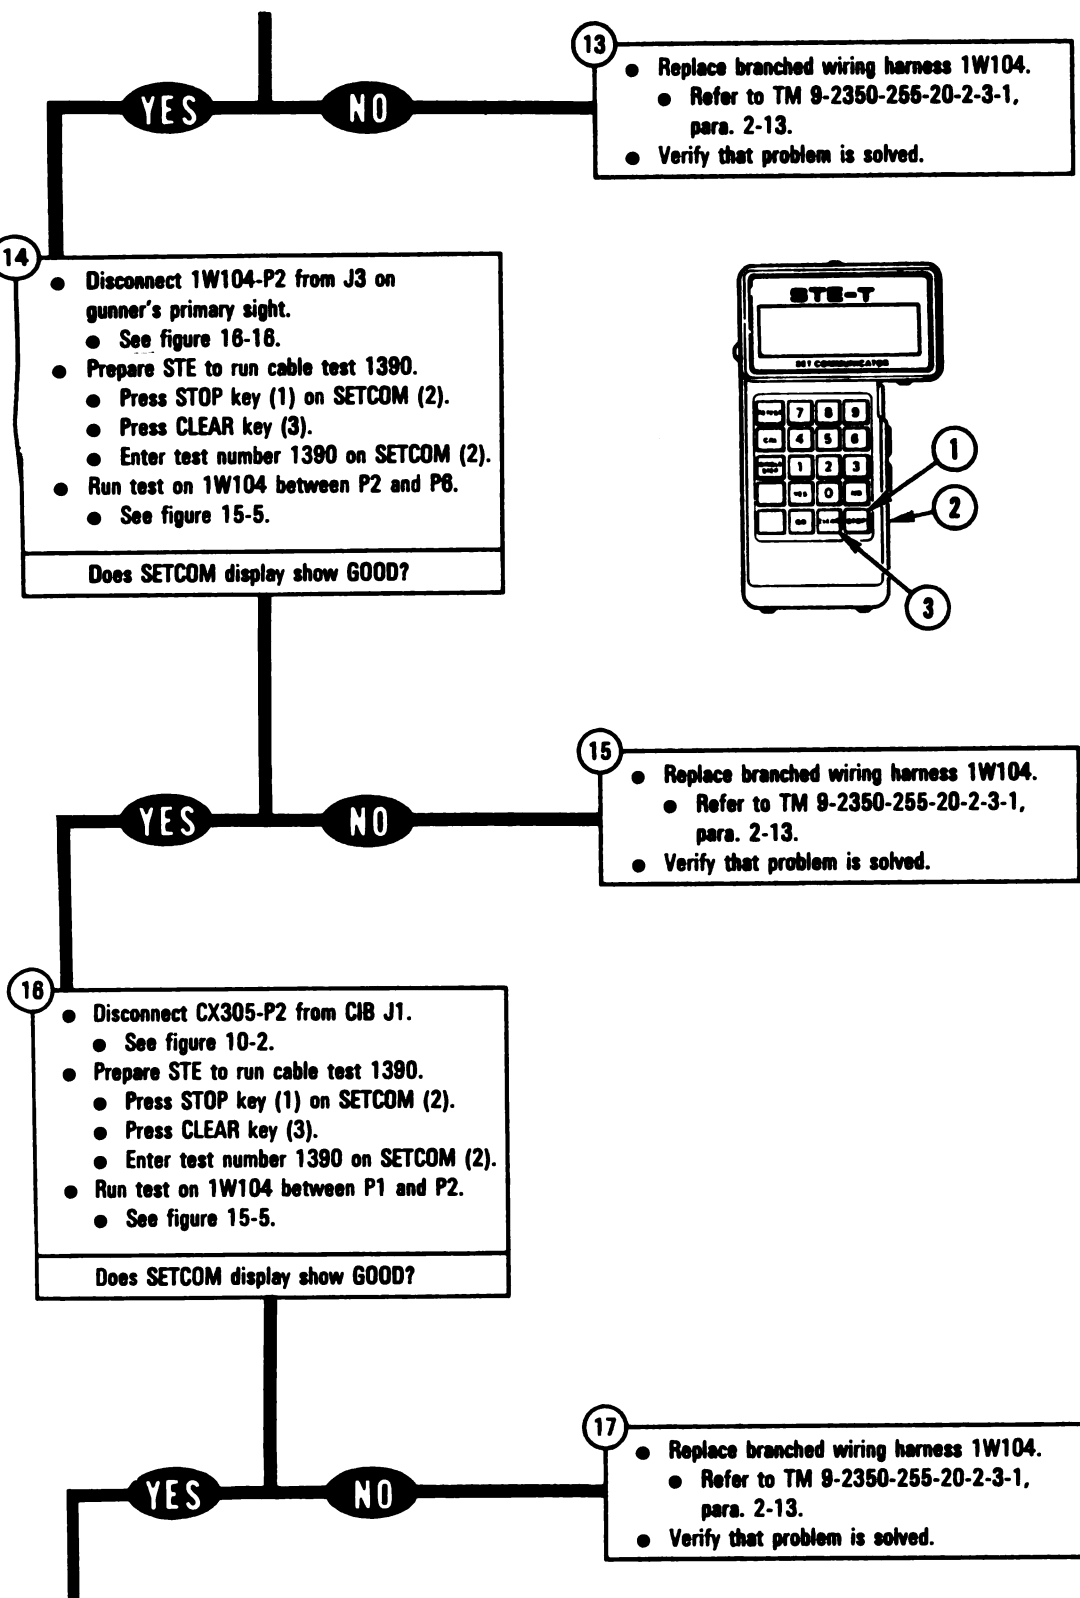 YES
NO
13
● Replace branched wiring harness 1W104.
● Refer to TM 9-2350-255-20-2-3-1,
para. 2-13.
● Verify that problem is solved.
14
● Disconnect 1W104-P2 from J3 on
gunner's primary sight.
● See figure 16-16.
● Prepare STE to run cable test 1390.
● Press STOP key (1) on SETCOM (2).
● Press CLEAR key (3).
● Enter test number 1390 on SETCOM (2).
● Run test on 1W104 between P2 and P6.
● See figure 15-5.
Does SETCOM display show GOOD?
STE-T
SET COMMUNICATOR
7 8 9
4 5 6
1 2 3
YES 0 NO
GO CLEAR STOP
1
2
3
YES
NO
15
● Replace branched wiring harness 1W104.
● Refer to TM 9-2350-255-20-2-3-1,
para. 2-13.
● Verify that problem is solved.
16
● Disconnect CX305-P2 from CIB J1.
● See figure 10-2.
● Prepare STE to run cable test 1390.
● Press STOP key (1) on SETCOM (2).
● Press CLEAR key (3).
● Enter test number 1390 on SETCOM (2).
● Run test on 1W104 between P1 and P2.
● See figure 15-5.
Does SETCOM display show GOOD?
YES
NO
17
● Replace branched wiring harness 1W104.
● Refer to TM 9-2350-255-20-2-3-1,
para. 2-13.
● Verify that problem is solved.